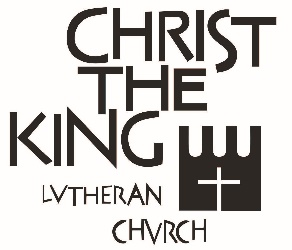 CHRIST
THE
KING
LVTHERAN
CHVRCH